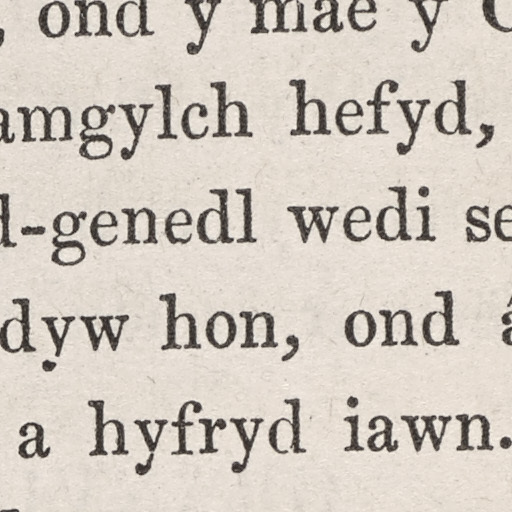 , ond y mae y
amgylch hefyd,
-genedl wedi se
dyw hon, ond
a hyfryd iawn.